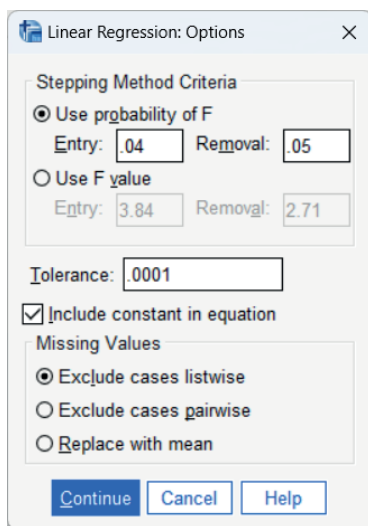 Linear Regression: Options
Stepping Method Criteria
Use probability of F
Entry: .04 Removal: .05
Use F value
Entry: 3.84 Removal: 2.71
Tolerance: .0001
Include constant in equation
Missing Values
Exclude cases listwise
Exclude cases pairwise
Replace with mean
Continue Cancel Help